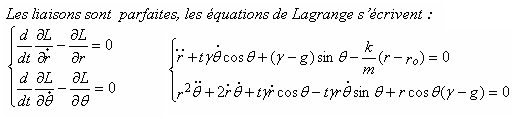 Les liaisons sont parfaites, les équations de Lagrange s'écrivent :
{ d/dt ∂L/∂ṙ − ∂L/∂r = 0
d/dt ∂L/∂θ̇ − ∂L/∂θ = 0
{ r̈ + tγθ̇ cos θ + (γ − g) sin θ − k/m (r − r₀) = 0
r²θ̈ + 2ṙθ̇ + tγṙ cos θ − tγrθ̇ sin θ + r cos θ(γ − g) = 0